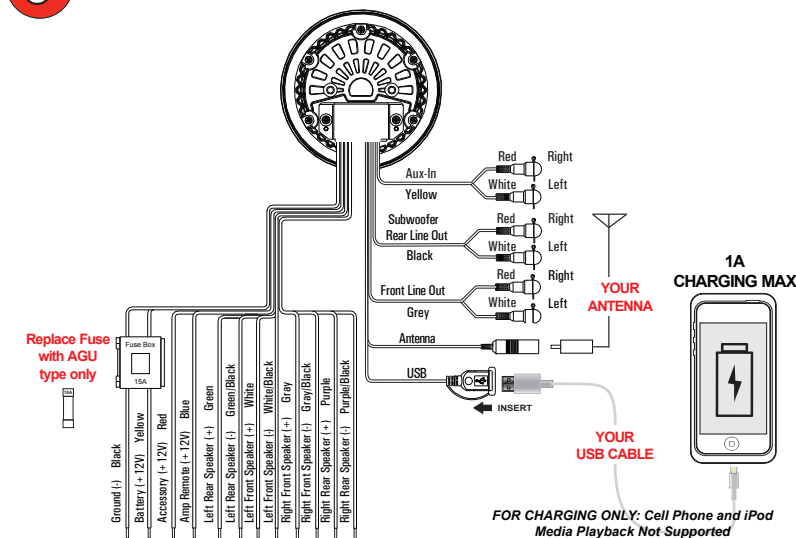 Aux-In
Yellow
Red Right
White Left
Subwoofer
Rear Line Out
Black
Red Right
White Left
Front Line Out
Grey
Red Right
White Left
YOUR
ANTENNA
Antenna
USB
INSERT
YOUR
USB CABLE
1A
CHARGING MAX
FOR CHARGING ONLY: Cell Phone and iPod
Media Playback Not Supported
Replace Fuse
with AGU
type only
15A
Fuse Box
15A
Ground (-) Black
Battery (+ 12V) Yellow
Accessory (+ 12V) Red
Amp Remote (+ 12V) Blue
Left Rear Speaker (+) Green
Left Rear Speaker (-) Green/Black
Left Front Speaker (+) White
Left Front Speaker (-) White/Black
Right Front Speaker (+) Gray
Right Front Speaker (-) Gray/Black
Right Rear Speaker (+) Purple
Right Rear Speaker (-) Purple/Black